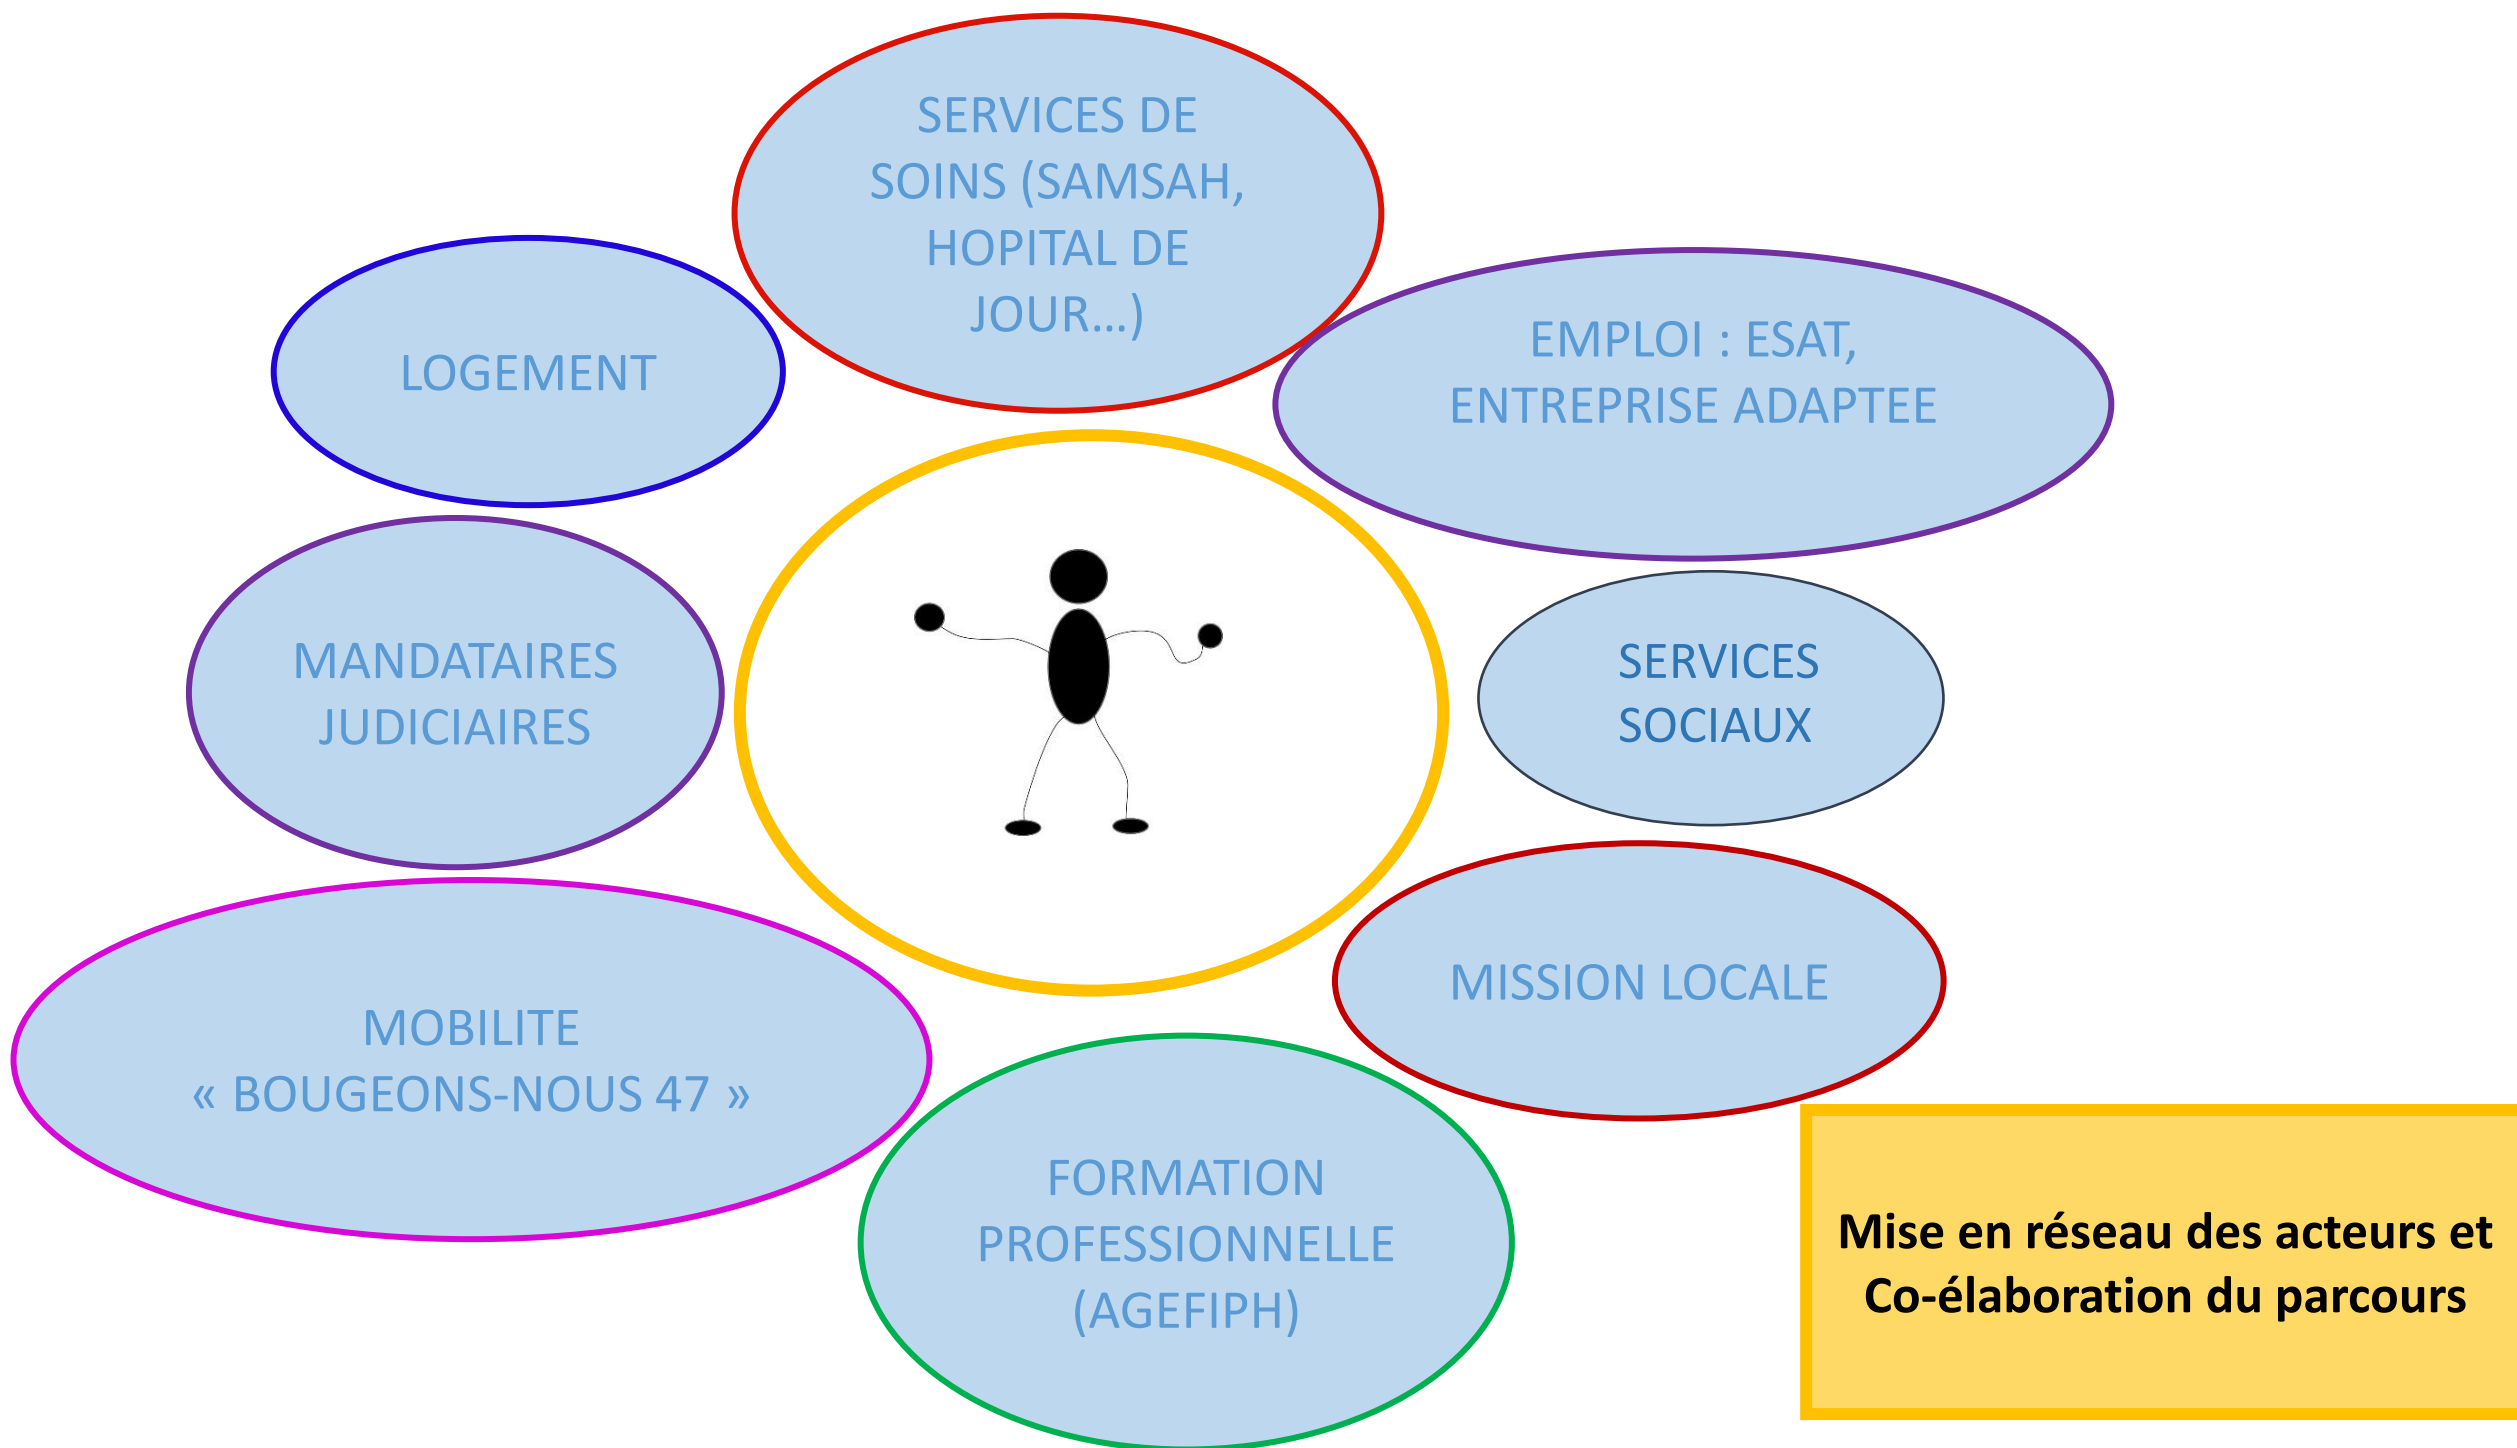 SERVICES DE
SOINS (SAMSAH,
HOPITAL DE
JOUR…)
LOGEMENT
EMPLOI : ESAT,
ENTREPRISE ADAPTEE
MANDATAIRES
JUDICIAIRES
SERVICES
SOCIAUX
MISSION LOCALE
MOBILITE
« BOUGEONS-NOUS 47 »
FORMATION
PROFESSIONNELLE
(AGEFIPH)
Mise en réseau des acteurs et
Co-élaboration du parcours